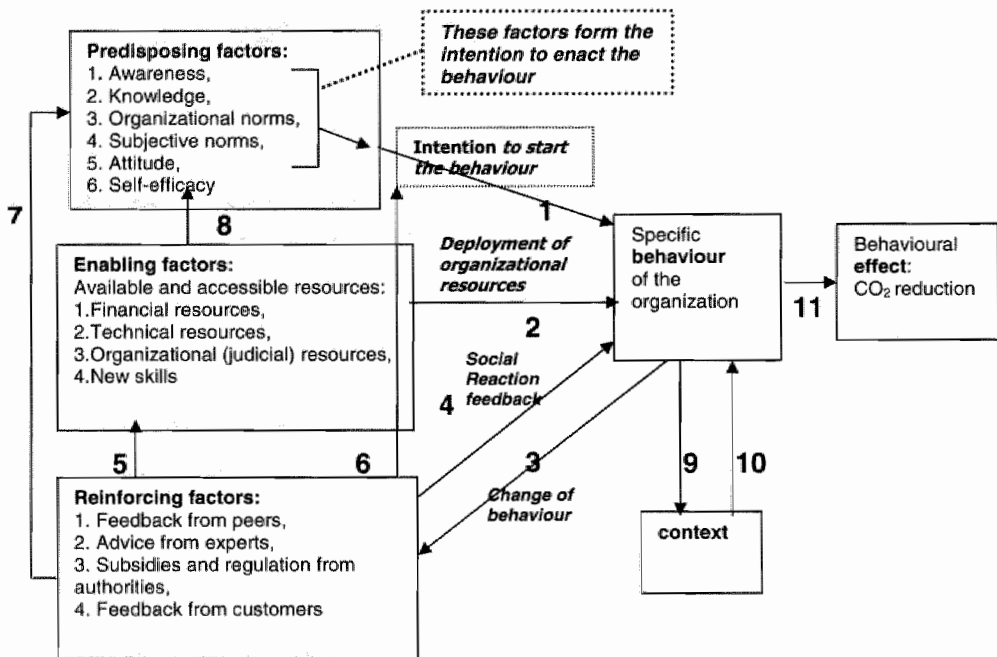 These factors form the
intention to enact the
behaviour
Predisposing factors:
1. Awareness,
2. Knowledge,
3. Organizational norms,
4. Subjective norms,
5. Attitude,
6. Self-efficacy
Intention to start
the behaviour
7
8
1
Enabling factors:
Available and accessible resources:
1.Financial resources,
2.Technical resources,
3.Organizational (judicial) resources,
4.New skills
Deployment of
organizational
resources
2
Specific
behaviour
of the
organization
11
Behavioural
effect:
CO₂ reduction
Social
Reaction
feedback
4
5
6
3
9
10
Change of
behaviour
context
Reinforcing factors:
1. Feedback from peers,
2. Advice from experts,
3. Subsidies and regulation from
authorities,
4. Feedback from customers